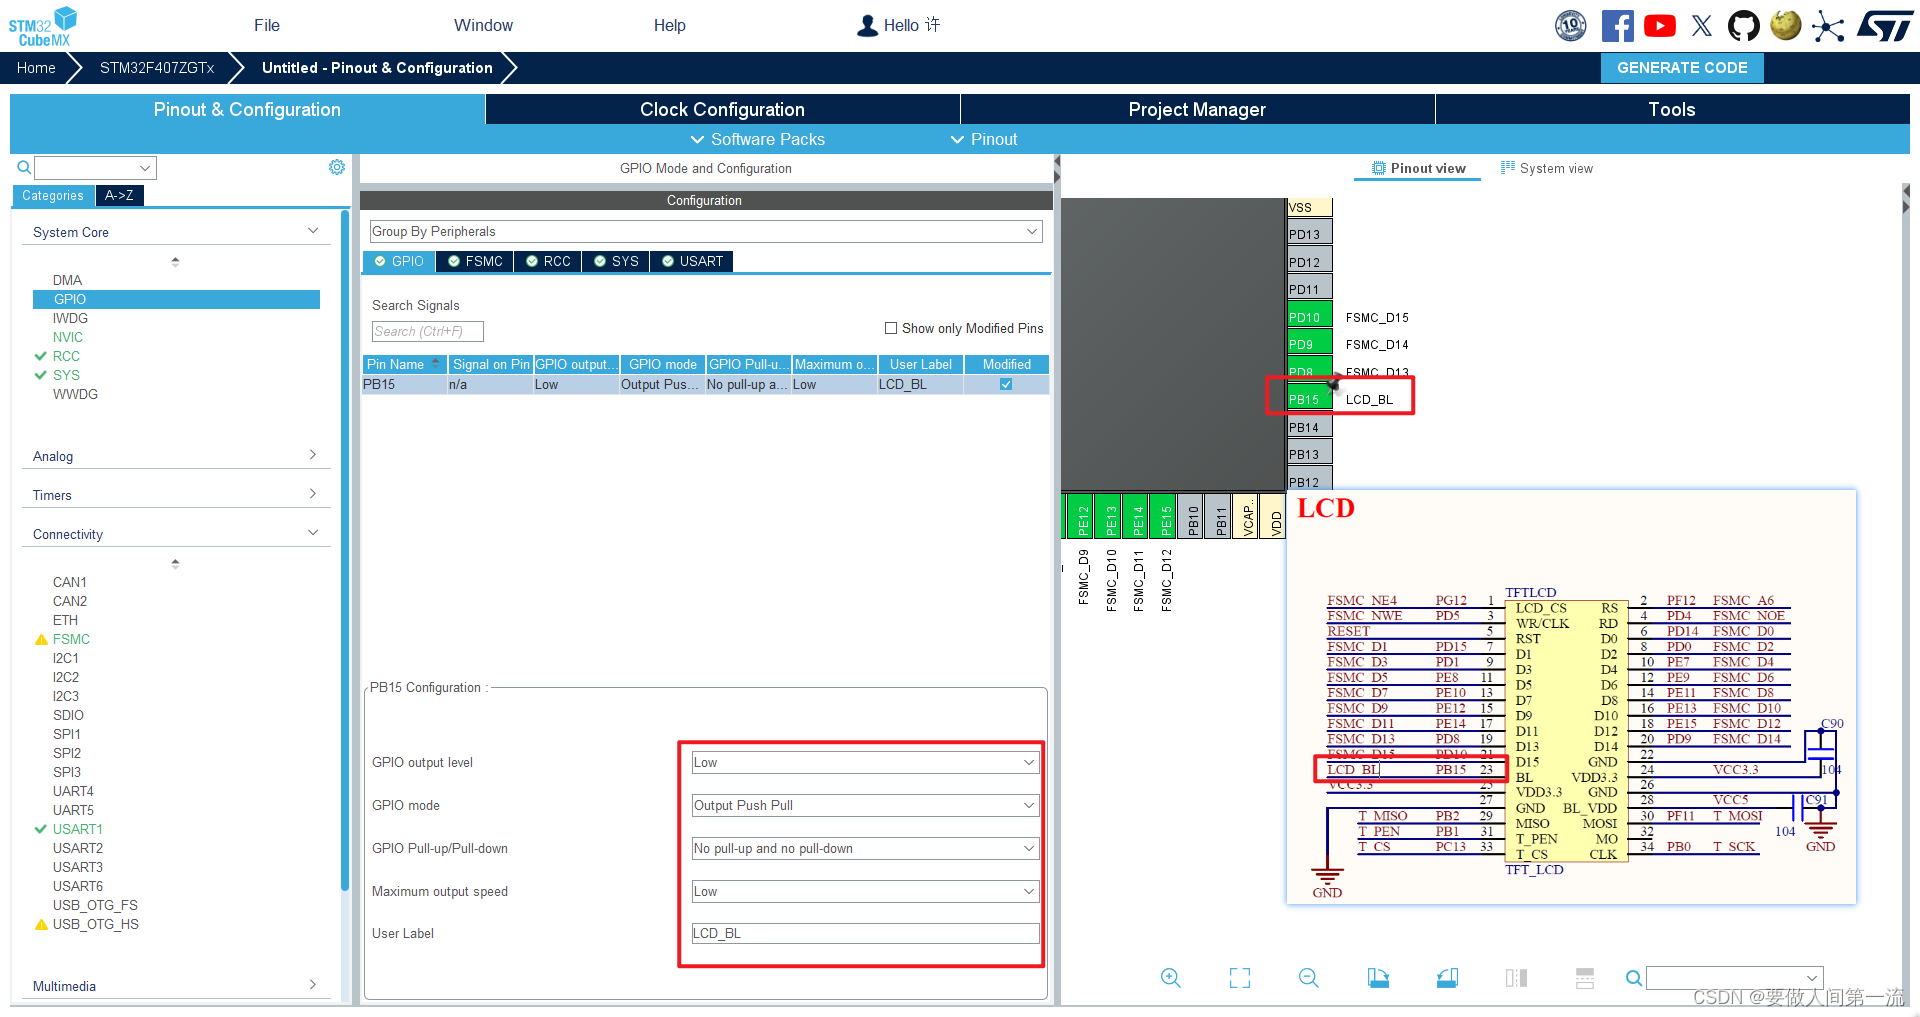 STM32
CubeMX
File
Window
Help
Hello 许
Home
STM32F407ZGTx
Untitled - Pinout & Configuration
GENERATE CODE
Pinout & Configuration
Clock Configuration
Project Manager
Tools
Software Packs
Pinout
Categories
A->Z
System Core
DMA
GPIO
IWDG
NVIC
RCC
SYS
WWDG
Analog
Timers
Connectivity
CAN1
CAN2
ETH
FSMC
I2C1
I2C2
I2C3
SDIO
SPI1
SPI2
SPI3
UART4
UART5
USART1
USART2
USART3
USART6
USB_OTG_FS
USB_OTG_HS
Multimedia
GPIO Mode and Configuration
Configuration
Group By Peripherals
GPIO FSMC RCC SYS USART
Search Signals
Search (Ctrl+F)
Show only Modified Pins
Pin Name Signal on Pin GPIO output... GPIO mode GPIO Pull-u... Maximum o... User Label Modified
PB15 n/a Low Output Pus... No pull-up a... Low LCD_BL
PB15 Configuration :
GPIO output level Low
GPIO mode Output Push Pull
GPIO Pull-up/Pull-down No pull-up and no pull-down
Maximum output speed Low
User Label LCD_BL
Pinout view
System view
VSS
PD13
PD12
PD11
PD10 FSMC_D15
PD9 FSMC_D14
PD8 FSMC_D13
PB15 LCD_BL
PB14
PB13
PB12
PE12 PE13 PE14 PE15 PB10 PB11 VCAP.. VDD
FSMC_D9 FSMC_D10 FSMC_D11 FSMC_D12
LCD
TFTLCD
FSMC_NE4 PG12 1 LCD_CS RS 2 PF12 FSMC_A6
FSMC_NWE PD5 3 WR/CLK RD 4 PD4 FSMC_NOE
RESET 5 RST D0 6 PD14 FSMC_D0
FSMC_D1 PD15 7 D1 D2 8 PD0 FSMC_D2
FSMC_D3 PD1 9 D3 D4 10 PE7 FSMC_D4
FSMC_D5 PE8 11 D5 D6 12 PE9 FSMC_D6
FSMC_D7 PE10 13 D7 D8 14 PE11 FSMC_D8
FSMC_D9 PE12 15 D9 D10 16 PE13 FSMC_D10
FSMC_D11 PE14 17 D11 D12 18 PE15 FSMC_D12
FSMC_D13 PD8 19 D13 D14 20 PD9 FSMC_D14
FSMC_D15 PD10 21 D15 GND 22
LCD_BL PB15 23 BL VDD3.3 24 VCC3.3
VCC3.3 25 VDD3.3 GND 26
27 GND BL_VDD 28 VCC5
T_MISO PB2 29 MISO MOSI 30 PF11 T_MOSI
T_PEN PB1 31 T_PEN MO 32
T_CS PC13 33 T_CS CLK 34 PB0 T_SCK
TFT_LCD
GND
C90
104
C91
104
GND
CSDN @要做人间第一流